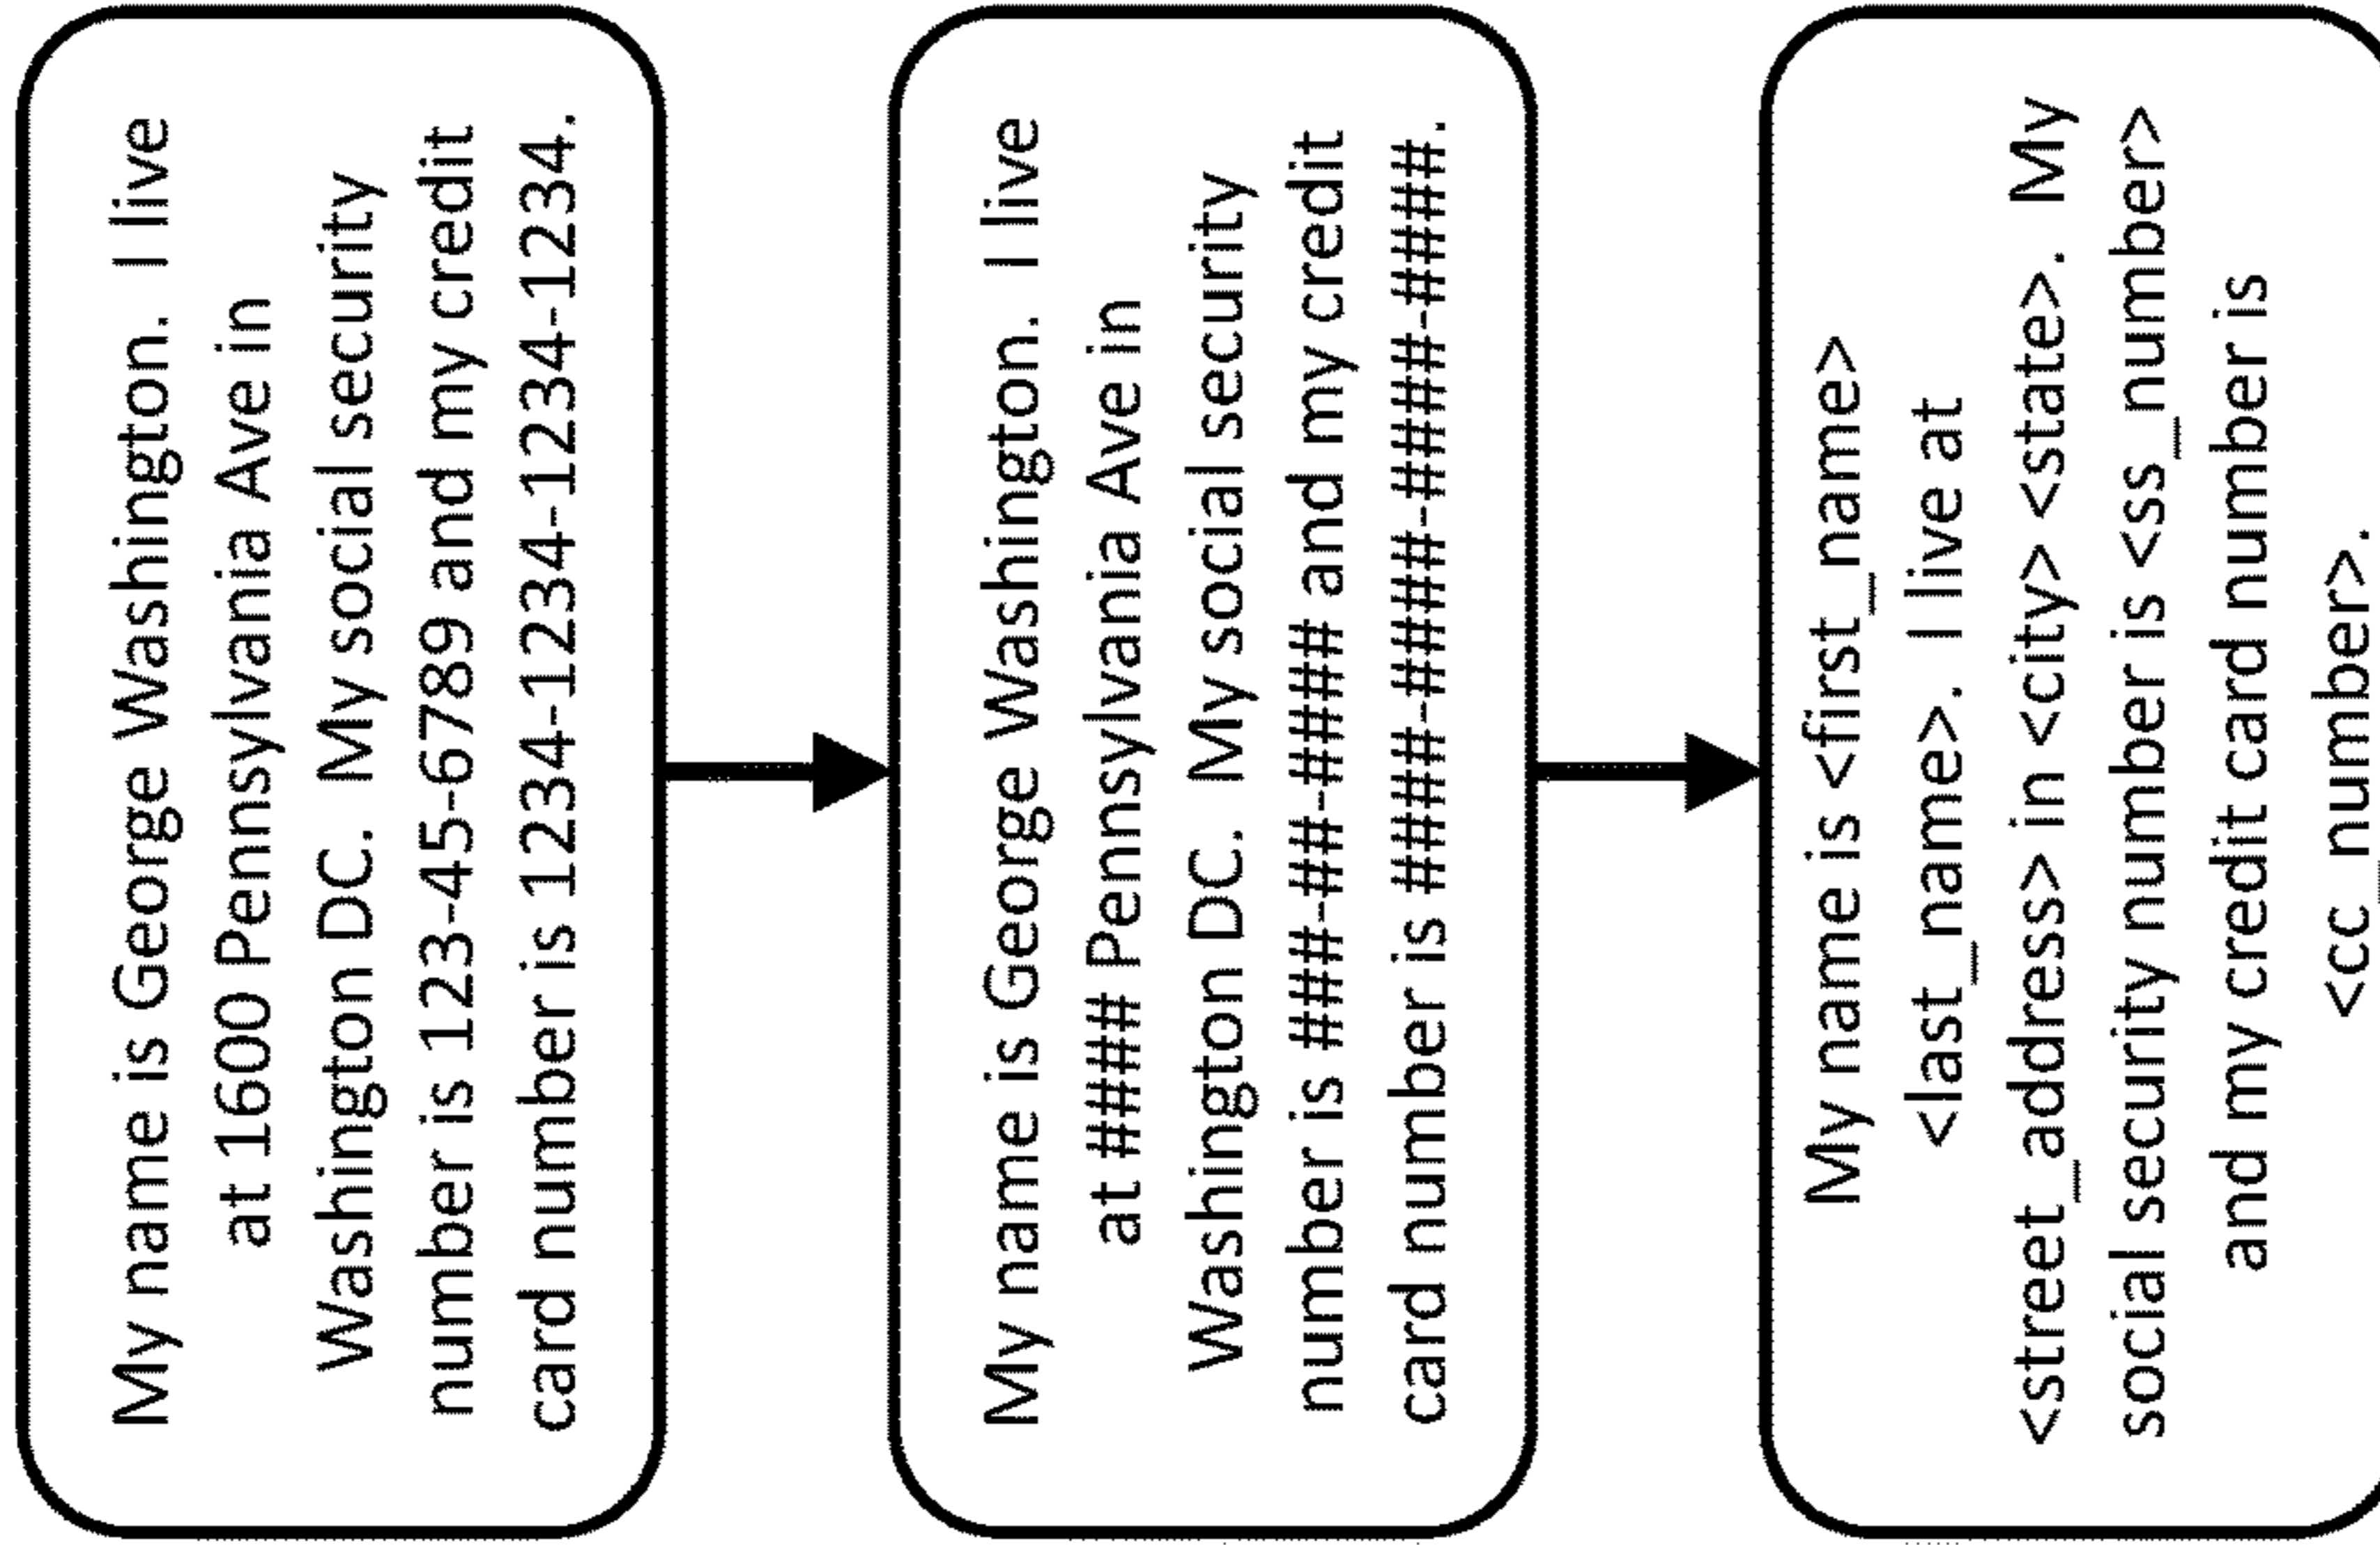 My name is George Washington. I live
at 1600 Pennsylvania Ave in
Washington DC. My social security
number is 123-45-6789 and my credit
card number is 1234-1234-1234-1234.
My name is George Washington. I live
at #### Pennsylvania Ave in
Washington DC. My social security
number is ###-##-#### and my credit
card number is ####-####-####-####.
My name is <first_name>
<last_name>. I live at
<street_address> in <city> <state>. My
social security number is <ss_number>
and my credit card number is
<cc_number>.